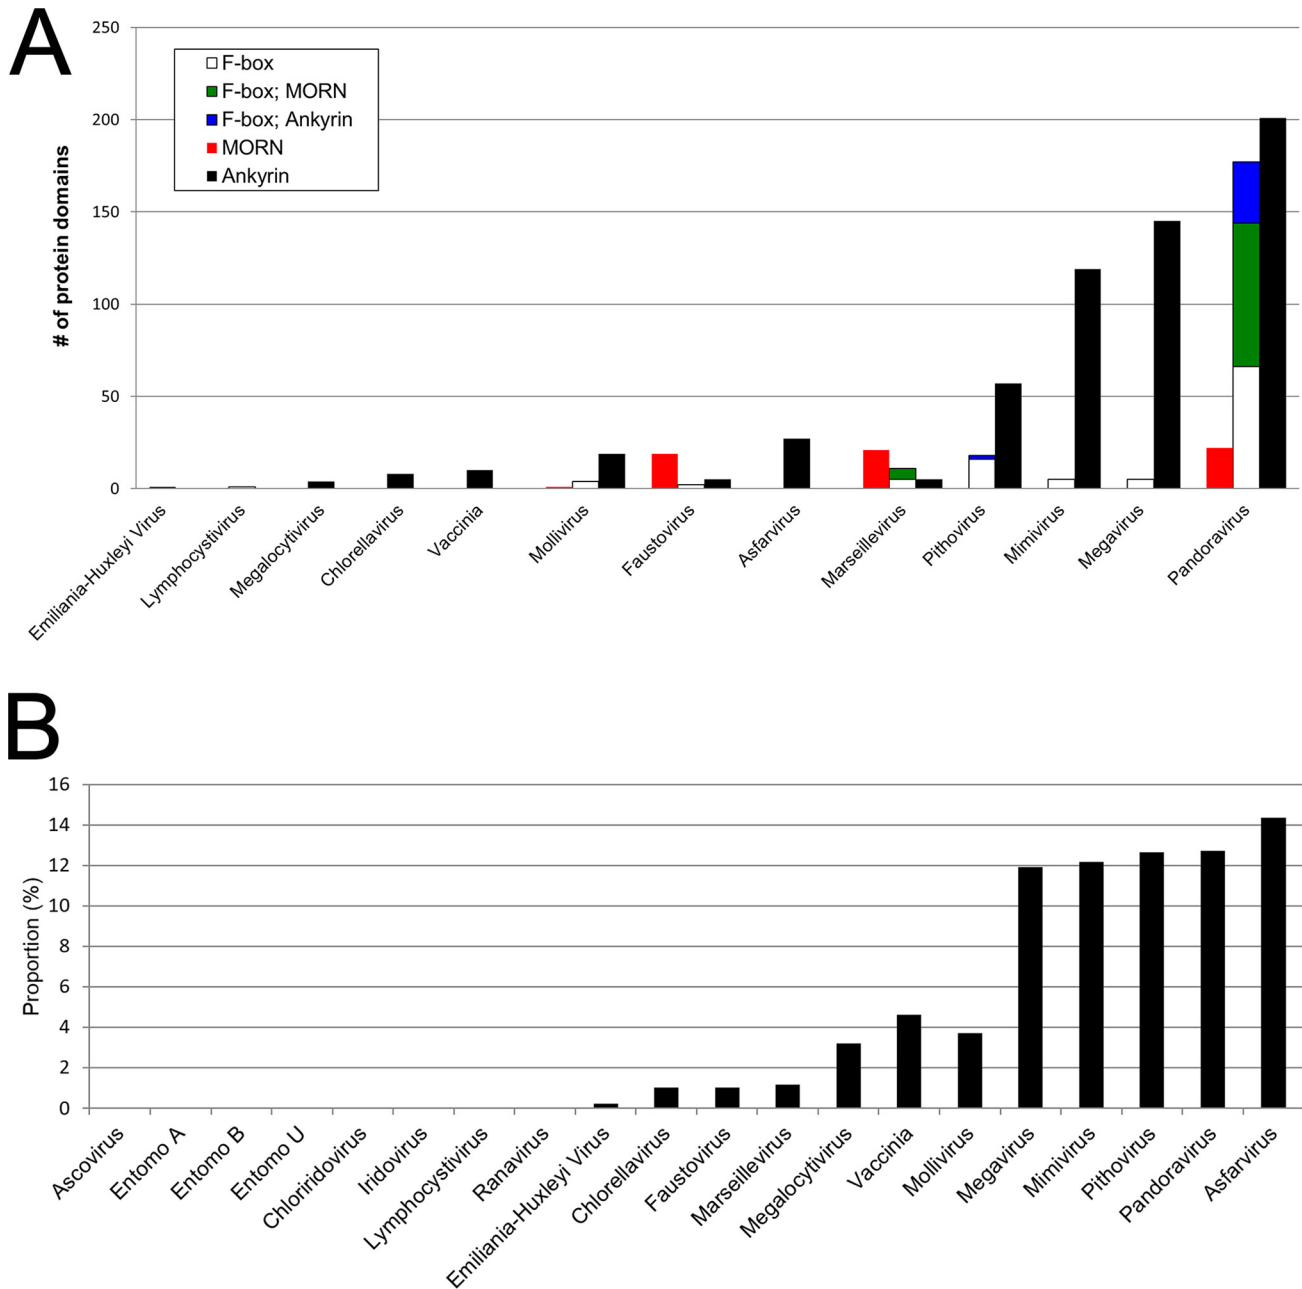 A
250
200
150
100
50
0
# of protein domains
F-box
F-box; MORN
F-box; Ankyrin
MORN
Ankyrin
Emiliania-Huxleyi Virus
Lymphocystivirus
Megalocytivirus
Chlorellavirus
Vaccinia
Mollivirus
Faustovirus
Asfarvirus
Marseillevirus
Pithovirus
Mimivirus
Megavirus
Pandoravirus
B
16
14
12
10
8
6
4
2
0
Proportion (%)
Ascovirus
Entomo A
Entomo B
Entomo U
Chloriridovirus
Iridovirus
Lymphocystivirus
Ranavirus
Emiliania-Huxleyi Virus
Chlorellavirus
Faustovirus
Marseillevirus
Megalocytivirus
Vaccinia
Mollivirus
Megavirus
Mimivirus
Pithovirus
Pandoravirus
Asfarvirus